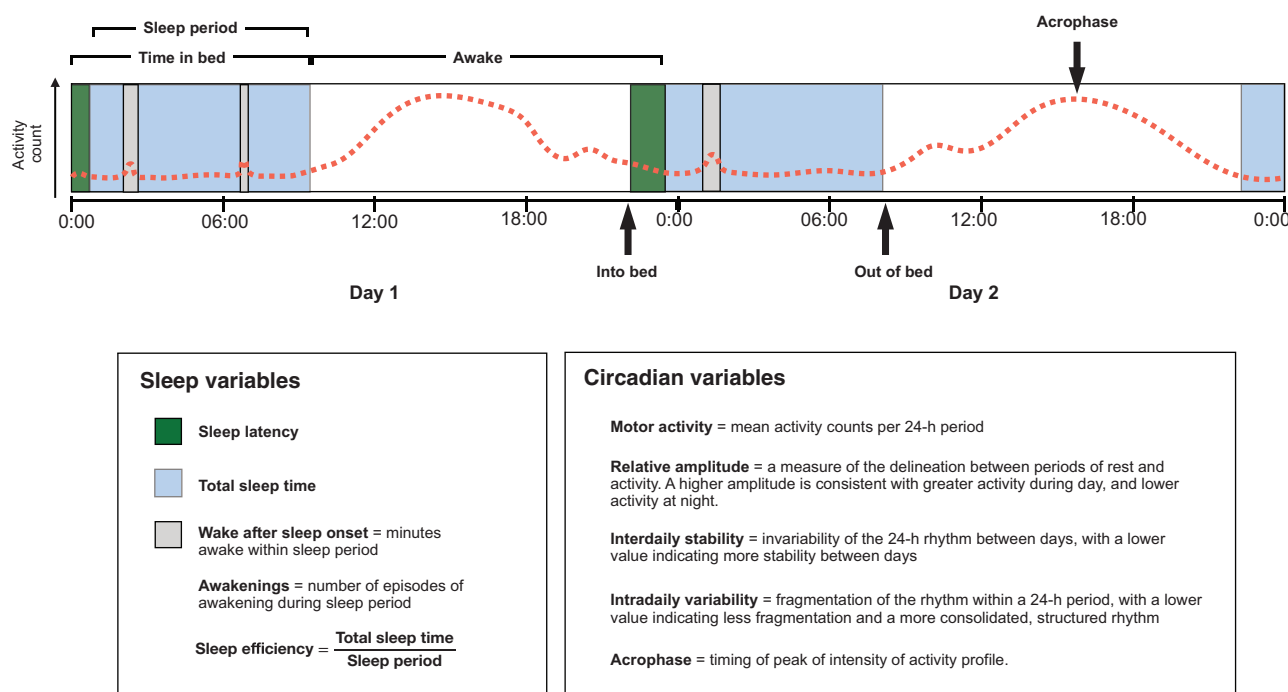 Sleep period
Acrophase
Time in bed
Awake
Activity
count
0:00
06:00
12:00
18:00
0:00
06:00
12:00
18:00
0:00
Into bed
Out of bed
Day 1
Day 2
Sleep variables
Sleep latency
Total sleep time
Wake after sleep onset = minutes
awake within sleep period
Awakenings = number of episodes of
awakening during sleep period
Sleep efficiency = Total sleep time
Sleep period
Circadian variables
Motor activity = mean activity counts per 24-h period
Relative amplitude = a measure of the delineation between periods of rest and
activity. A higher amplitude is consistent with greater activity during day, and lower
activity at night.
Interdaily stability = invariability of the 24-h rhythm between days, with a lower
value indicating more stability between days
Intradaily variability = fragmentation of the rhythm within a 24-h period, with a lower
value indicating less fragmentation and a more consolidated, structured rhythm
Acrophase = timing of peak of intensity of activity profile.